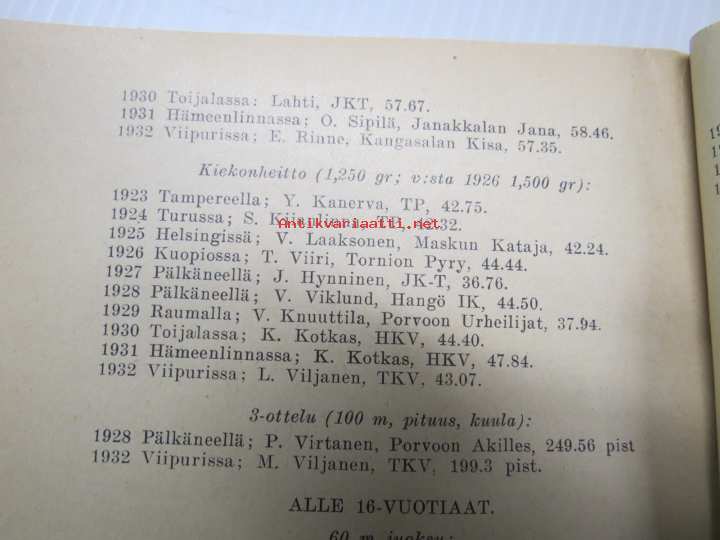 1930 Toijalassa: Lahti, JKT, 57.67.
1931 Hämeenlinnassa; O. Sipilä, Janakkalan Jana, 58.46.
1932 Viipurissa; E. Rinne, Kangasalan Kisa, 57.35.
Kiekonheitto (1,250 gr; v:sta 1926 1,500 gr):
1923 Tampereella; Y. Kanerva, TP, 42.75.
1924 Turussa; S.
Antikvariaatti.net
1925 Helsingissä; V. Laaksonen, Maskun Kataja, 42.24.
1926 Kuopiossa; T. Viiri, Tornion Pyry, 44.44.
1927 Pälkäneellä; J. Hynninen, JK-T, 36.76.
1928 Pälkäneellä; V. Viklund, Hangö IK, 44.50.
1929 Raumalla; V. Knuuttila, Porvoon Urheilijat, 37.94.
1930 Toijalassa; K. Kotkas, HKV, 44.40.
1931 Hämeenlinnassa; K. Kotkas, HKV, 47.84.
1932 Viipurissa; L. Viljanen, TKV, 43.07.
3-ottelu (100 m, pituus, kuula):
1928 Pälkäneellä; P. Virtanen, Porvoon Akilles, 249.56 pist
1932 Viipurissa; M. Viljanen, TKV, 199.3 pist.
ALLE 16-VUOTIAAT.
60 m juoksu: